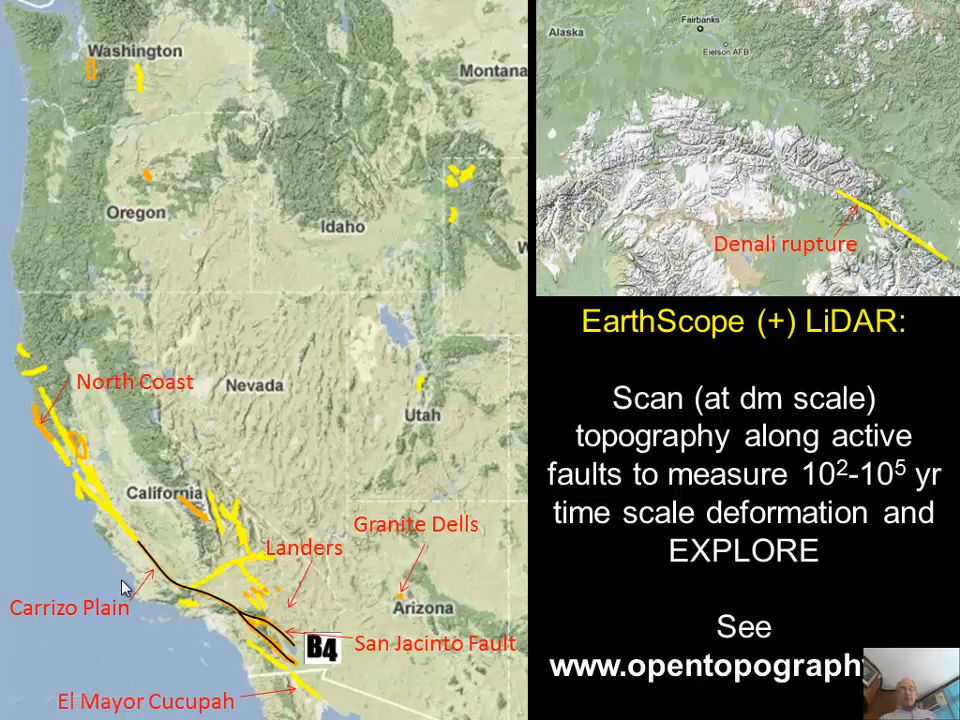 Washington
Montana
Oregon
Idaho
W
North Coast
Nevada
Utah
California
Granite Dells
Landers
Carrizo Plain
Arizona
B4
San Jacinto Fault
El Mayor Cucupah
Fairbanks
Alaska
Eielson AFB
Denali rupture
EarthScope (+) LiDAR:
Scan (at dm scale)
topography along active
faults to measure 10²-10⁵ yr
time scale deformation and
EXPLORE
See
www.opentopograph